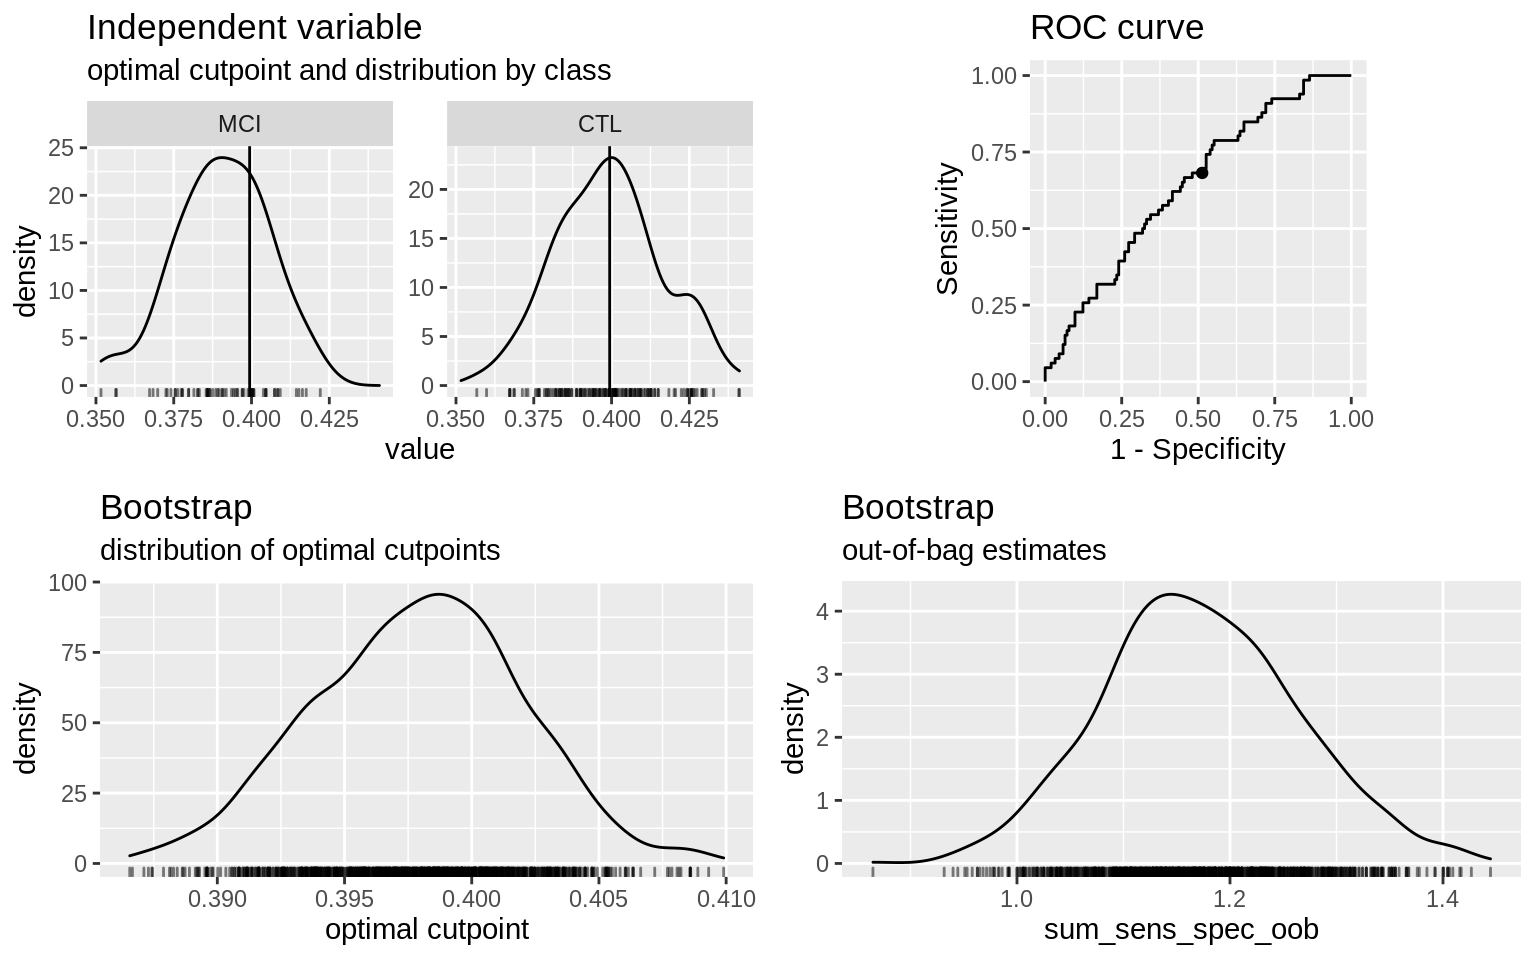 Independent variable
optimal cutpoint and distribution by class
MCI
CTL
density
25
20
15
10
5
0
20
15
10
5
0
0.350 0.375 0.400 0.425
0.350 0.375 0.400 0.425
value
ROC curve
Sensitivity
1.00
0.75
0.50
0.25
0.00
0.00 0.25 0.50 0.75 1.00
1 - Specificity
Bootstrap
distribution of optimal cutpoints
density
100
75
50
25
0
0.390 0.395 0.400 0.405 0.410
optimal cutpoint
Bootstrap
out-of-bag estimates
density
4
3
2
1
0
1.0 1.2 1.4
sum_sens_spec_oob